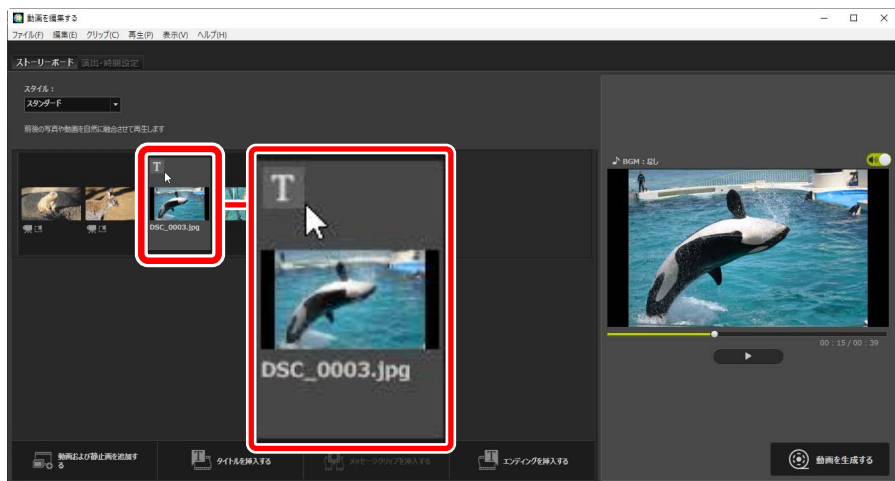 動画を編集する
ファイル(F) 編集(E) クリップ(C) 再生(P) 表示(V) ヘルプ(H)
ストーリーボード 演出・時間設定
スタイル：
スタンダード
前後の写真や動画を自然に融合させて再生します
T
DSC_0003.jpg
T
DSC_0003.jpg
BGM : なし
00 : 15 / 00 : 39
動画および静止画を追加す
る
タイトルを挿入する
メッセージクリップを挿入する
エンディングを挿入する
動画を生成する